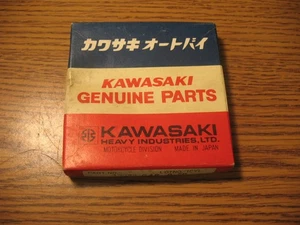 カワサキ オートバイ
KAWASAKI
GENUINE PARTS
KAWASAKI
HEAVY INDUSTRIES, LTD.
MOTORCYCLE DIVISION MADE IN JAPAN